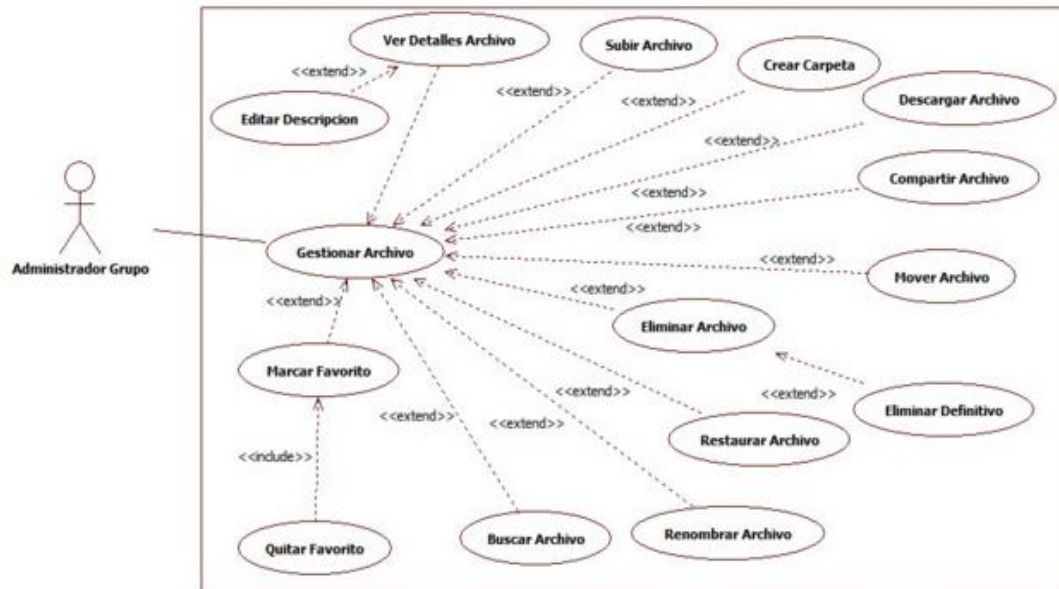 Ver Detalles Archivo
Subir Archivo
Crear Carpeta
<<extend>>
<<extend>>
Descargar Archivo
<<extend>>
Editar Descripcion
<<extend>>
Compartir Archivo
<<extend>>
<<extend>>
Gestionar Archivo
Administrador Grupo
<<extend>>
Mover Archivo
<<extend>>
<<extend>>
Eliminar Archivo
Marcar Favorito
<<extend>>
<<extend>>
Eliminar Definitivo
<<extend>>
<<extend>>
Restaurar Archivo
<<include>>
Quitar Favorito
Buscar Archivo
Renombrar Archivo